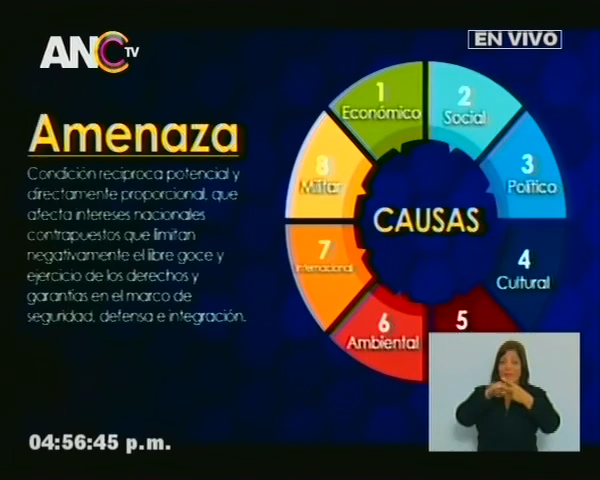 ANC TV
EN VIVO
Amenaza
Condición reciproca potencial y
directamente proporcional, que
afecta intereses nacionales
contrapuestos que limitan
negativamente el libre goce y
ejercicio de los derechos y
garantías en el marco de
seguridad, defensa e integración.
CAUSAS
1
Económico
2
Social
3
Político
4
Cultural
5
6
Ambiental
7
Internacional
8
Militar
04:56:45 p.m.